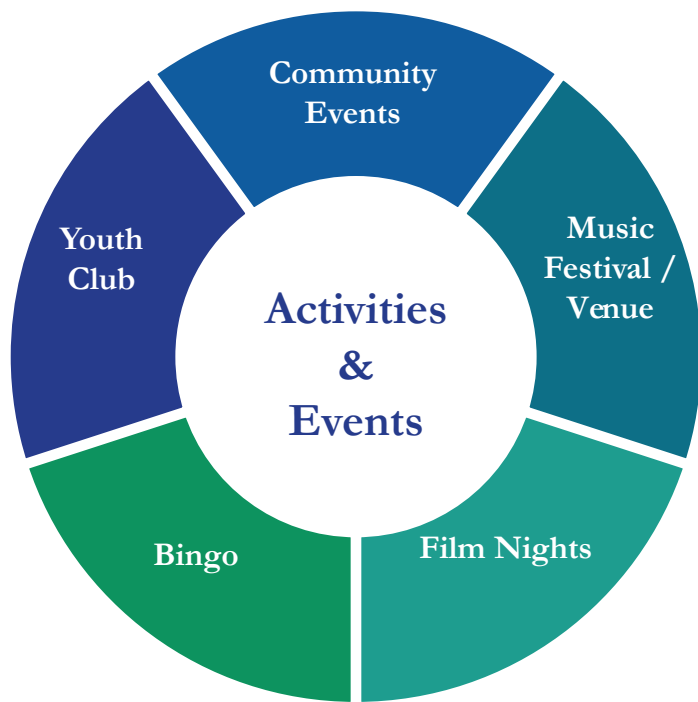 Community
Events
Music
Festival /
Venue
Film Nights
Bingo
Youth
Club
Activities
&
Events